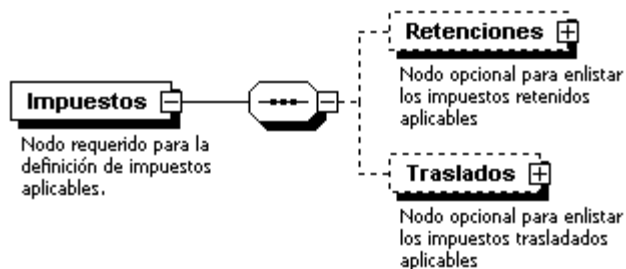 Retenciones
Nodo opcional para enlistar
los impuestos retenidos
aplicables
Impuestos
Nodo requerido para la
definición de impuestos
aplicables.
Traslados
Nodo opcional para enlistar
los impuestos trasladados
aplicables